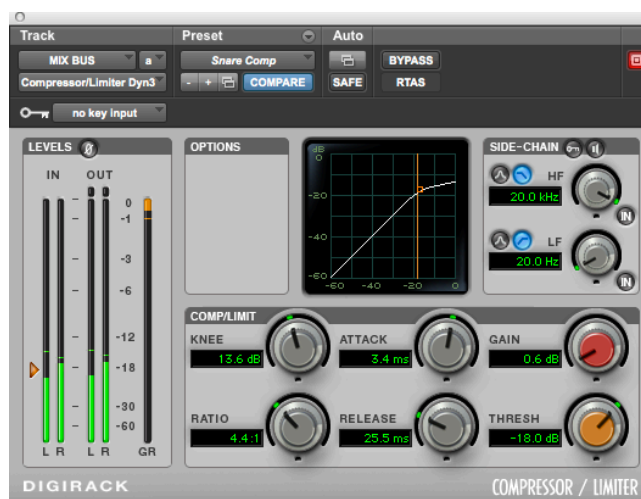 Track Preset Auto
MIX BUS a Snare Comp BYPASS
Compressor/Limiter Dyn3 - + COMPARE SAFE RTAS
no key input
LEVELS Ø OPTIONS SIDE-CHAIN
IN OUT
dB
0
-20
-40
-60
-60 -40 -20 0
HF
20.0 kHz
IN
LF
20.0 Hz
IN
0
-1
-3
-6
-12
-18
-30
-60
L R L R GR
COMP/LIMIT
KNEE ATTACK GAIN
13.6 dB 3.4 ms 0.6 dB
RATIO RELEASE THRESH
4.4:1 25.5 ms -18.0 dB
DIGIRACK COMPRESSOR / LIMITER